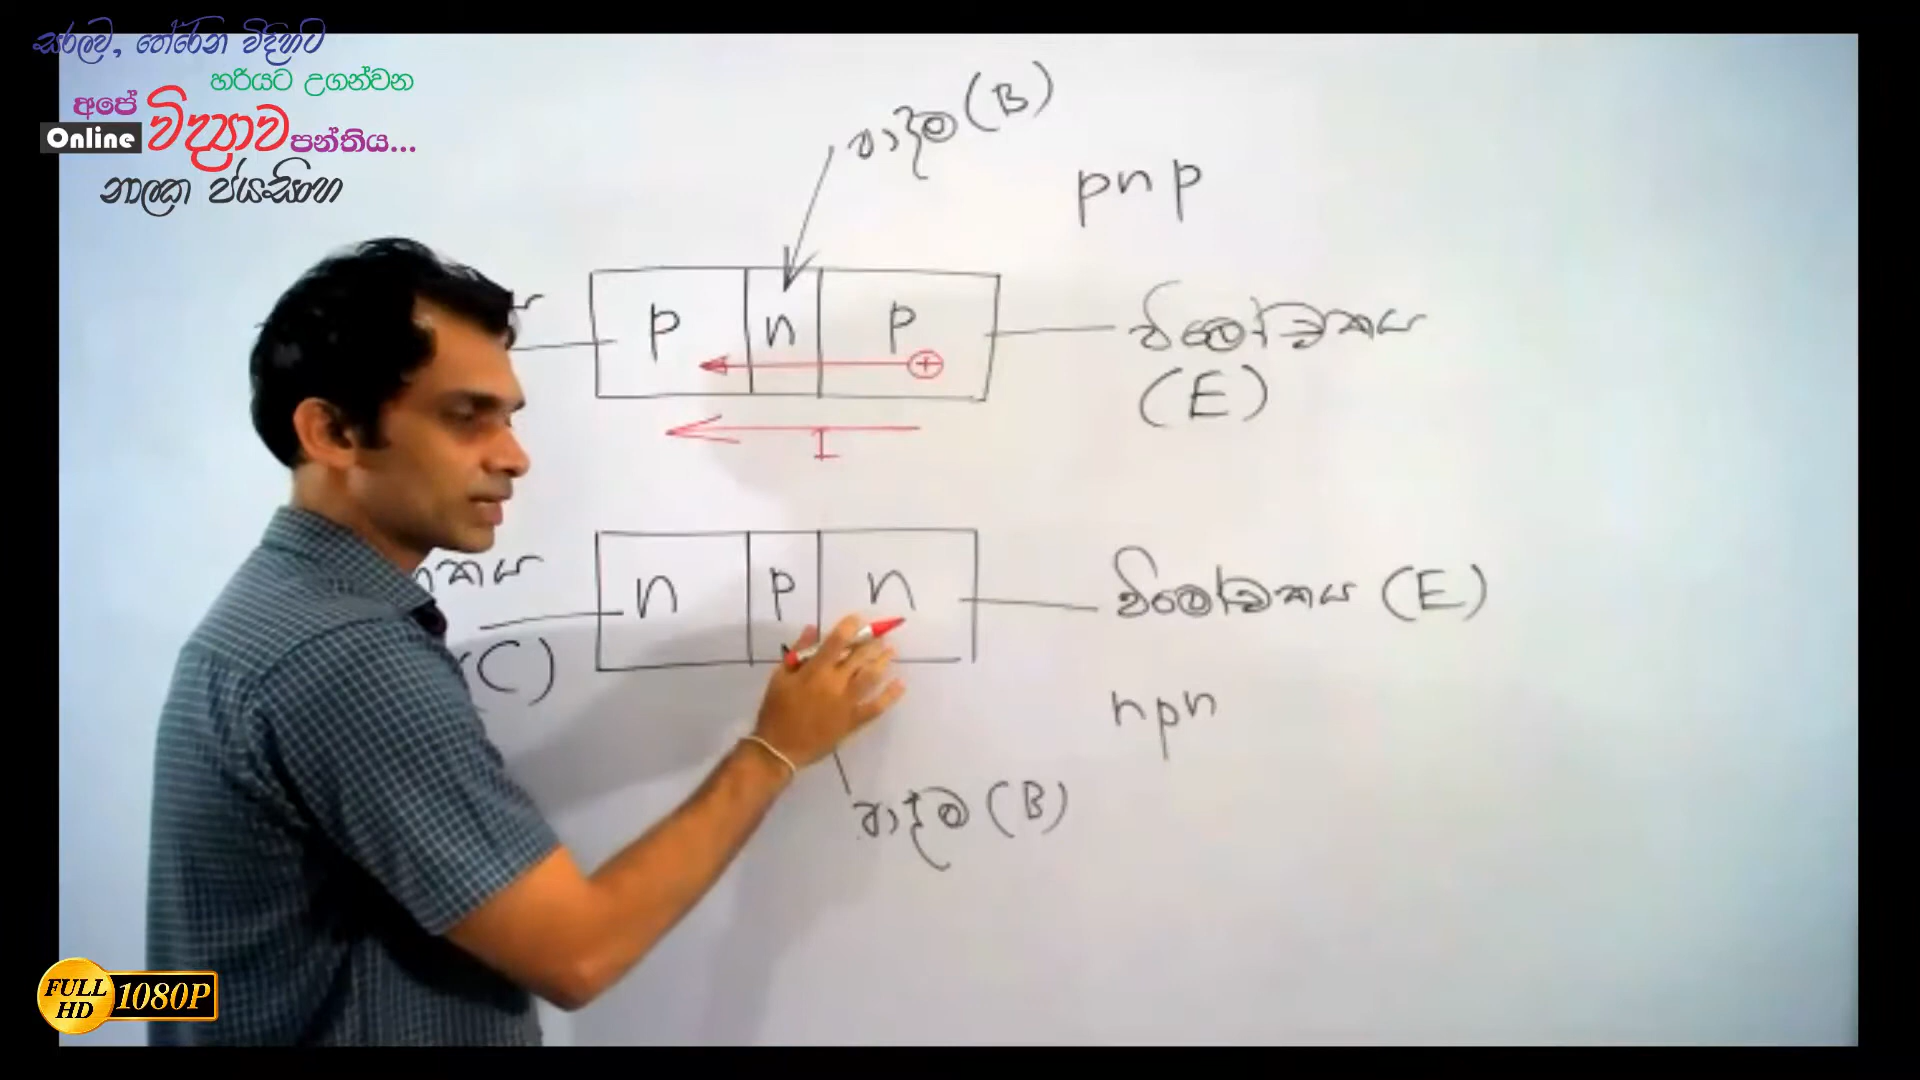 සරලව, තේරෙන විදිහට
හරියට උගන්වන
අපේ
Online විද්‍යාව පන්තිය...
නාලක ජයසිංහ
පාදම (B)
pnp
p n p
විමෝචකය
(E)
+
I
n p n
විමෝචකය (E)
(C)
npn
පාදම (B)
FULL HD 1080P